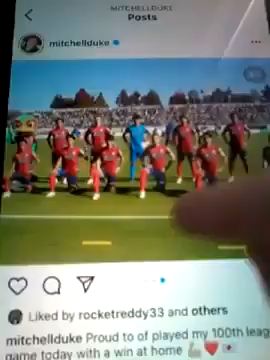 MITCHELLDUKE
Posts
mitchellduke
Liked by rocketreddy33 and others
mitchellduke Proud to of played my 100th leag
game today with a win at home